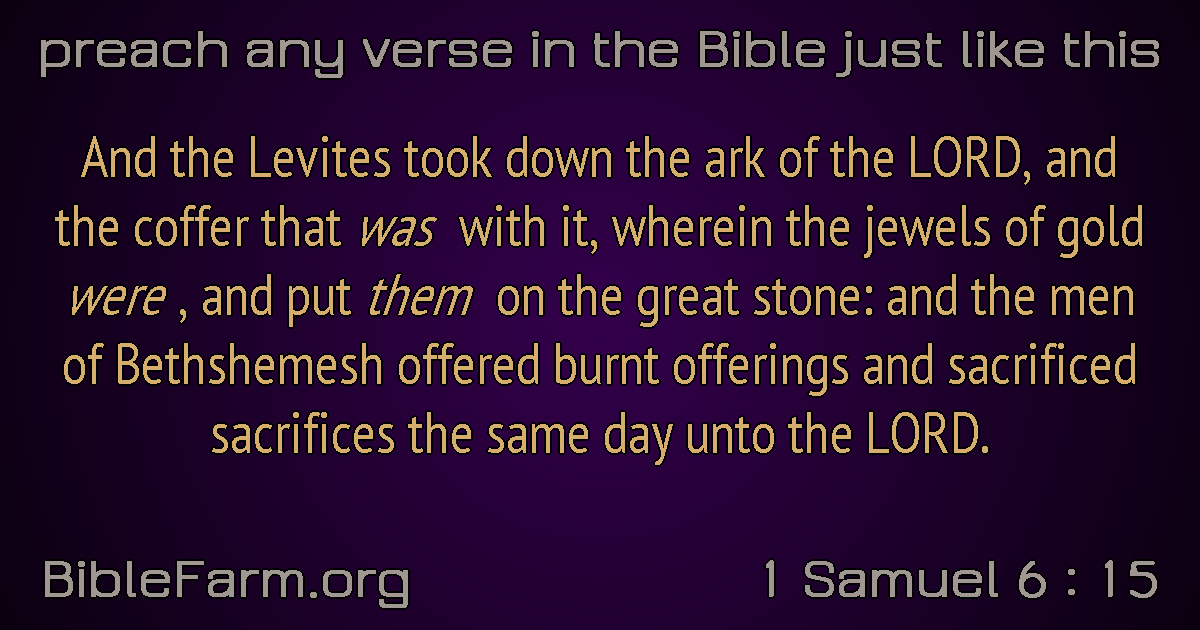 preach any verse in the Bible just like this
And the Levites took down the ark of the LORD, and
the coffer that was with it, wherein the jewels of gold
were , and put them on the great stone: and the men
of Bethshemesh offered burnt offerings and sacrificed
sacrifices the same day unto the LORD.
BibleFarm.org
1 Samuel 6 : 15